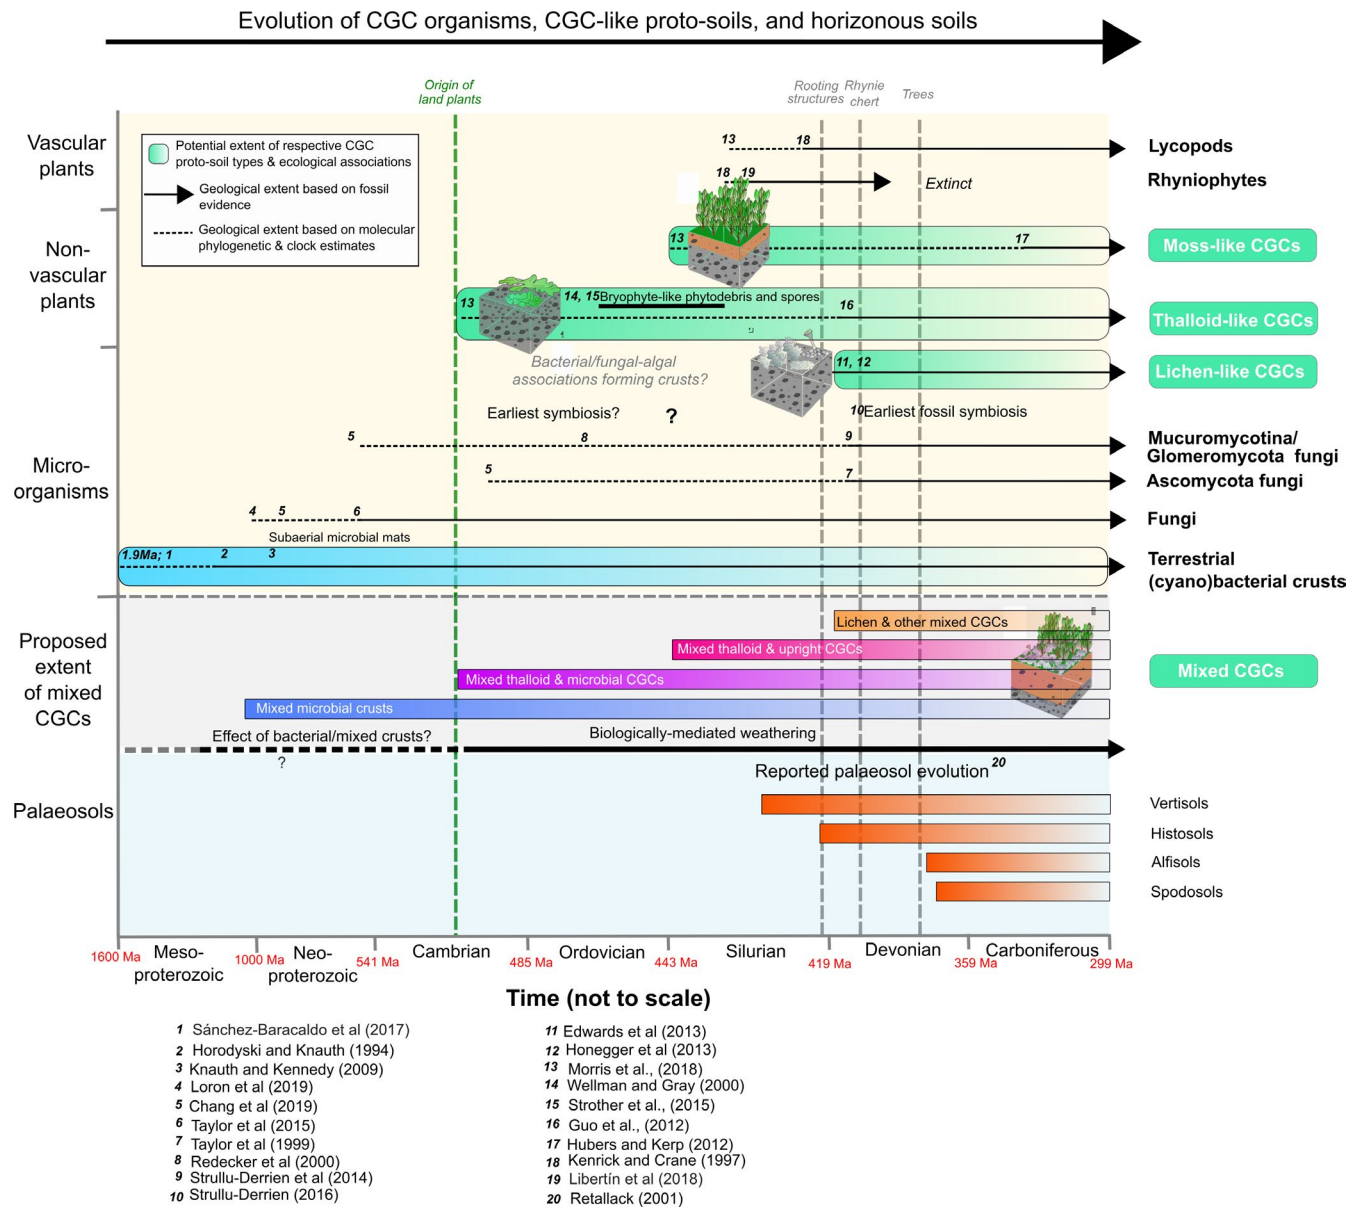 Evolution of CGC organisms, CGC-like proto-soils, and horizonous soils
Origin of
land plants
Rooting
structures
Rhynie
chert
Trees
Vascular
plants
Potential extent of respective CGC
proto-soil types & ecological associations
Geological extent based on fossil
evidence
Geological extent based on molecular
phylogenetic & clock estimates
13
18
Lycopods
18
19
Extinct
Rhyniophytes
Non-
vascular
plants
13
17
Moss-like CGCs
13
14, 15
Bryophyte-like phytodebris and spores
16
Thalloid-like CGCs
Bacterial/fungal-algal
associations forming crusts?
11, 12
Lichen-like CGCs
Earliest symbiosis?
?
10
Earliest fossil symbiosis
Micro-
organisms
5
8
9
Mucuromycotina/
Glomeromycota fungi
5
7
Ascomycota fungi
4
5
6
Fungi
Subaerial microbial mats
1.9Ma; 1
2
3
Terrestrial
(cyano)bacterial crusts
Proposed
extent
of mixed
CGCs
Lichen & other mixed CGCs
Mixed thalloid & upright CGCs
Mixed thalloid & microbial CGCs
Mixed microbial crusts
Mixed CGCs
Effect of bacterial/mixed crusts?
?
Biologically-mediated weathering
Palaeosols
Reported palaeosol evolution 20
Vertisols
Histosols
Alfisols
Spodosols
1600 Ma
Meso-
proterozoic
1000 Ma
Neo-
proterozoic
541 Ma
Cambrian
485 Ma
Ordovician
443 Ma
Silurian
419 Ma
Devonian
359 Ma
Carboniferous
299 Ma
Time (not to scale)
1 Sánchez-Baracaldo et al (2017)
2 Horodyski and Knauth (1994)
3 Knauth and Kennedy (2009)
4 Loron et al (2019)
5 Chang et al (2019)
6 Taylor et al (2015)
7 Taylor et al (1999)
8 Redecker et al (2000)
9 Strullu-Derrien et al (2014)
10 Strullu-Derrien (2016)
11 Edwards et al (2013)
12 Honegger et al (2013)
13 Morris et al., (2018)
14 Wellman and Gray (2000)
15 Strother et al., (2015)
16 Guo et al., (2012)
17 Hubers and Kerp (2012)
18 Kenrick and Crane (1997)
19 Libertín et al (2018)
20 Retallack (2001)